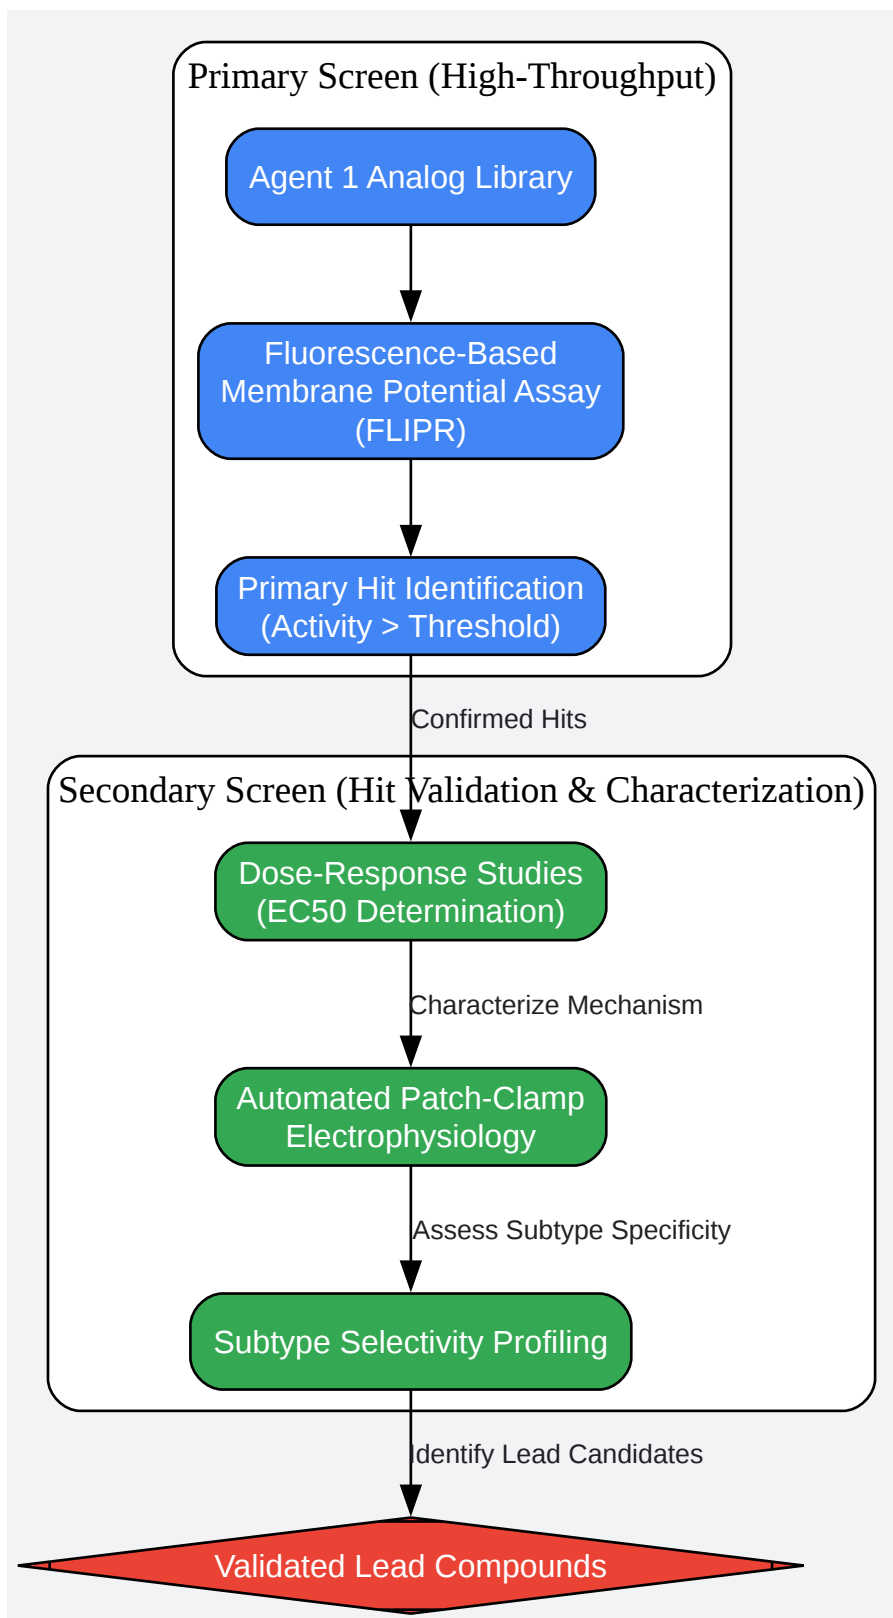 Primary Screen (High-Throughput)
Agent 1 Analog Library
Fluorescence-Based
Membrane Potential Assay
(FLIPR)
Primary Hit Identification
(Activity > Threshold)
Confirmed Hits
Secondary Screen (Hit Validation & Characterization)
Dose-Response Studies
(EC50 Determination)
Characterize Mechanism
Automated Patch-Clamp
Electrophysiology
Assess Subtype Specificity
Subtype Selectivity Profiling
Identify Lead Candidates
Validated Lead Compounds